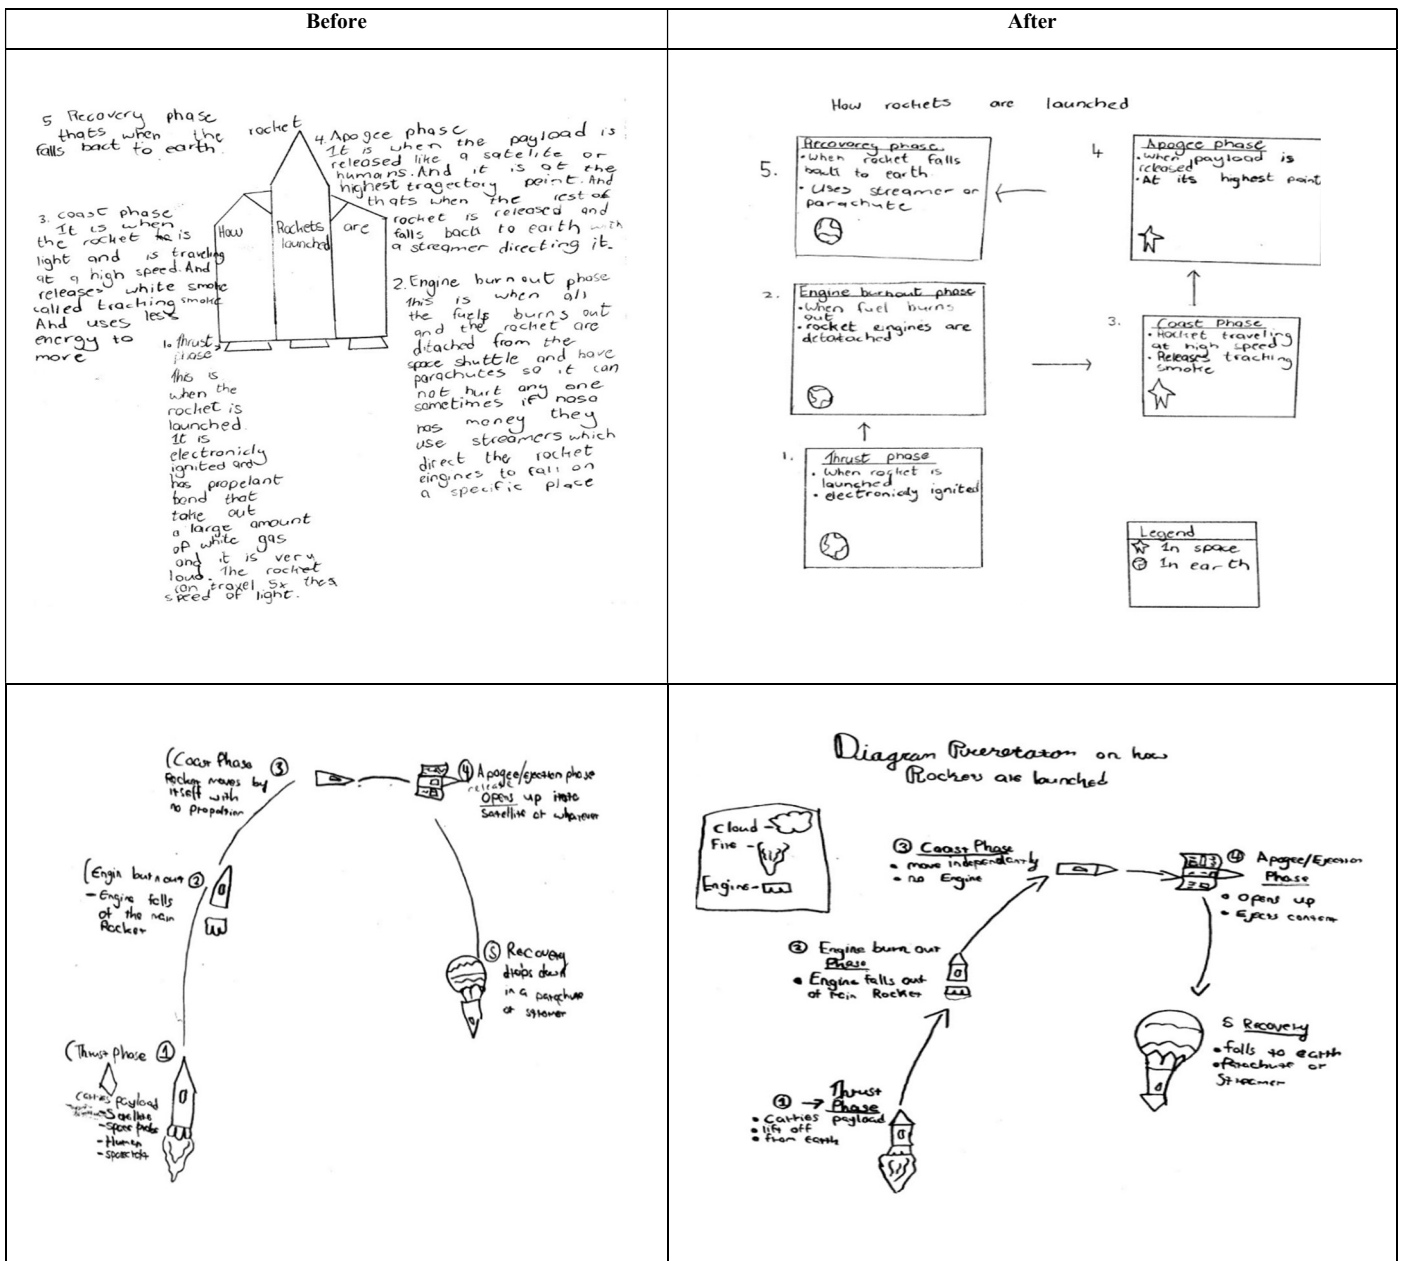 Before
After
5 Recovery phase
thats when the rocket
falls bact to earth.
4. Apogee phase
It is when the payload is
released like a satelite or
humans. And it is at the
highest tragectory point. And
thats when the rest of
rocket is released and
falls back to earth with
a streamer directing it.
3. coast phase
It is when
the rocket is
light and is traveling
at a high speed. And
releases white smoke
called traching smoke
And uses less
energy to
more
How Rockets are
launched
2. Engine burnout phase
this is when all
the fuels burns out
and the rocket are
ditached from the
space shuttle and have
parachutes so it can
not hurt any one
sometimes if nasa
has money they
use streamers which
direct the rocket
eingines to fall on
a specific place
1. thrust
phase
This is
when the
rocket is
launched.
It is
electronicly
ignited and
has propelant
bond that
take out
a large amount
of white gas
and it is very
loud. The rocket
can travel 5x the
speed of light.
How rockets are launched
5.
Recoverey phase
• when rocket falls
back to earth.
• Uses streamer or
parachute
4
Apogee phase
• when payload is
released
• At its highest point
2.
Engine burnout phase
• when fuel burns
out
• rocket engines are
detatached
3.
Coast Phase
• Rocket traveling
at high speed
• Releases traching
smoke
1.
Thrust phase
• When rocket is
launched
• electronicly ignited
Legend
In space
In earth
(Coast Phase 3
Rocket moves by
itself with
no propulsion
4 Apogee/Ejection phase
release
Opens up into
Satellite or whatever
(Engin burnout 2
- Engine falls
of the main
Rocket
5 Recovery
drops down
in a parachute
or streamer
(Thrust phase 1
carries payload
- Satellite
- Space probe
- Human
Diagram on how
Rocket are launched
Cloud -
Fire -
Engine -
3 Coast Phase
• move independantly
• no Engine
4 Apogee/Ejection
Phase
• Opens up
• Ejects content
2 Engine burn out
Phase
• Engine falls out
of main Rocket
5 Recovery
• falls to earth
• Parachute or
Streamer
1 → Thrust
Phase
• Carries payload
• lift off
• from Earth